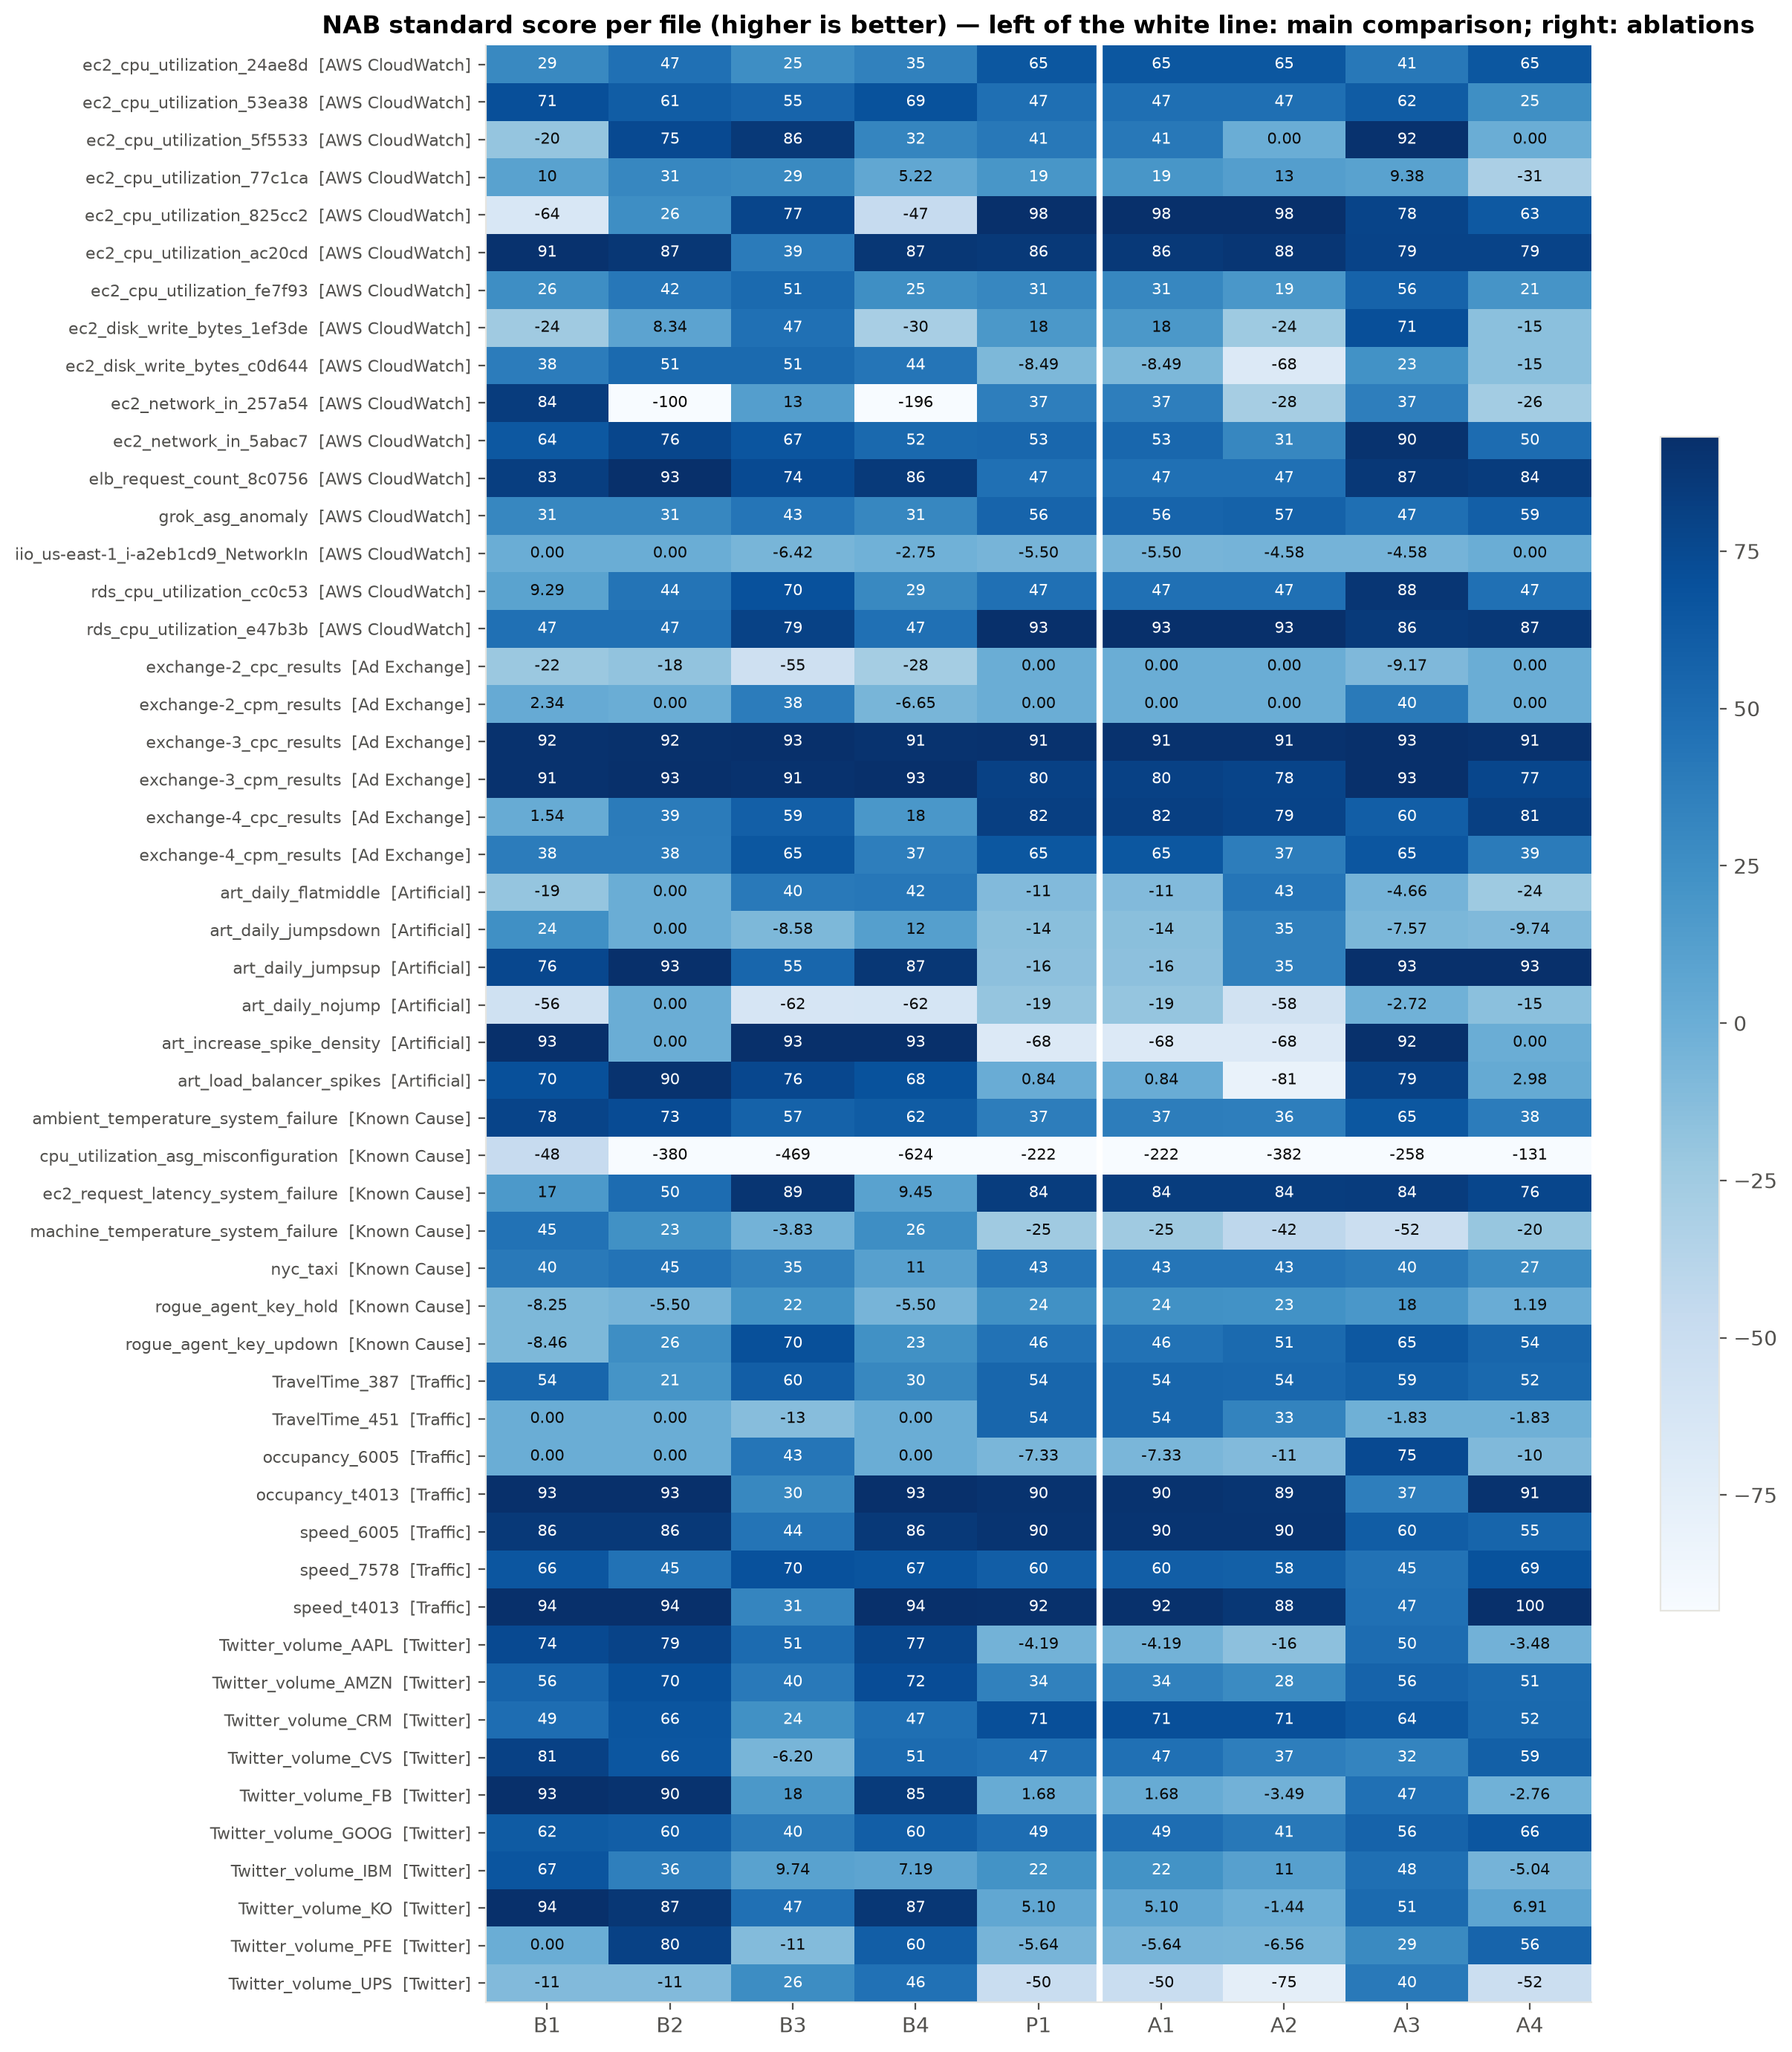 NAB standard score per file (higher is better) — left of the white line: main comparison; right: ablations
ec2_cpu_utilization_24ae8d [AWS CloudWatch] 29 47 25 35 65 65 65 41 65
ec2_cpu_utilization_53ea38 [AWS CloudWatch] 71 61 55 69 47 47 47 62 25
ec2_cpu_utilization_5f5533 [AWS CloudWatch] -20 75 86 32 41 41 0.00 92 0.00
ec2_cpu_utilization_77c1ca [AWS CloudWatch] 10 31 29 5.22 19 19 13 9.38 -31
ec2_cpu_utilization_825cc2 [AWS CloudWatch] -64 26 77 -47 98 98 98 78 63
ec2_cpu_utilization_ac20cd [AWS CloudWatch] 91 87 39 87 86 86 88 79 79
ec2_cpu_utilization_fe7f93 [AWS CloudWatch] 26 42 51 25 31 31 19 56 21
ec2_disk_write_bytes_1ef3de [AWS CloudWatch] -24 8.34 47 -30 18 18 -24 71 -15
ec2_disk_write_bytes_c0d644 [AWS CloudWatch] 38 51 51 44 -8.49 -8.49 -68 23 -15
ec2_network_in_257a54 [AWS CloudWatch] 84 -100 13 -196 37 37 -28 37 -26
ec2_network_in_5abac7 [AWS CloudWatch] 64 76 67 52 53 53 31 90 50
elb_request_count_8c0756 [AWS CloudWatch] 83 93 74 86 47 47 47 87 84
grok_asg_anomaly [AWS CloudWatch] 31 31 43 31 56 56 57 47 59
iio_us-east-1_i-a2eb1cd9_NetworkIn [AWS CloudWatch] 0.00 0.00 -6.42 -2.75 -5.50 -5.50 -4.58 -4.58 0.00
rds_cpu_utilization_cc0c53 [AWS CloudWatch] 9.29 44 70 29 47 47 47 88 47
rds_cpu_utilization_e47b3b [AWS CloudWatch] 47 47 79 47 93 93 93 86 87
exchange-2_cpc_results [Ad Exchange] -22 -18 -55 -28 0.00 0.00 0.00 -9.17 0.00
exchange-2_cpm_results [Ad Exchange] 2.34 0.00 38 -6.65 0.00 0.00 0.00 40 0.00
exchange-3_cpc_results [Ad Exchange] 92 92 93 91 91 91 91 93 91
exchange-3_cpm_results [Ad Exchange] 91 93 91 93 80 80 78 93 77
exchange-4_cpc_results [Ad Exchange] 1.54 39 59 18 82 82 79 60 81
exchange-4_cpm_results [Ad Exchange] 38 38 65 37 65 65 37 65 39
art_daily_flatmiddle [Artificial] -19 0.00 40 42 -11 -11 43 -4.66 -24
art_daily_jumpsdown [Artificial] 24 0.00 -8.58 12 -14 -14 35 -7.57 -9.74
art_daily_jumpsup [Artificial] 76 93 55 87 -16 -16 35 93 93
art_daily_nojump [Artificial] -56 0.00 -62 -62 -19 -19 -58 -2.72 -15
art_increase_spike_density [Artificial] 93 0.00 93 93 -68 -68 -68 92 0.00
art_load_balancer_spikes [Artificial] 70 90 76 68 0.84 0.84 -81 79 2.98
ambient_temperature_system_failure [Known Cause] 78 73 57 62 37 37 36 65 38
cpu_utilization_asg_misconfiguration [Known Cause] -48 -380 -469 -624 -222 -222 -382 -258 -131
ec2_request_latency_system_failure [Known Cause] 17 50 89 9.45 84 84 84 84 76
machine_temperature_system_failure [Known Cause] 45 23 -3.83 26 -25 -25 -42 -52 -20
nyc_taxi [Known Cause] 40 45 35 11 43 43 43 40 27
rogue_agent_key_hold [Known Cause] -8.25 -5.50 22 -5.50 24 24 23 18 1.19
rogue_agent_key_updown [Known Cause] -8.46 26 70 23 46 46 51 65 54
TravelTime_387 [Traffic] 54 21 60 30 54 54 54 59 52
TravelTime_451 [Traffic] 0.00 0.00 -13 0.00 54 54 33 -1.83 -1.83
occupancy_6005 [Traffic] 0.00 0.00 43 0.00 -7.33 -7.33 -11 75 -10
occupancy_t4013 [Traffic] 93 93 30 93 90 90 89 37 91
speed_6005 [Traffic] 86 86 44 86 90 90 90 60 55
speed_7578 [Traffic] 66 45 70 67 60 60 58 45 69
speed_t4013 [Traffic] 94 94 31 94 92 92 88 47 100
Twitter_volume_AAPL [Twitter] 74 79 51 77 -4.19 -4.19 -16 50 -3.48
Twitter_volume_AMZN [Twitter] 56 70 40 72 34 34 28 56 51
Twitter_volume_CRM [Twitter] 49 66 24 47 71 71 71 64 52
Twitter_volume_CVS [Twitter] 81 66 -6.20 51 47 47 37 32 59
Twitter_volume_FB [Twitter] 93 90 18 85 1.68 1.68 -3.49 47 -2.76
Twitter_volume_GOOG [Twitter] 62 60 40 60 49 49 41 56 66
Twitter_volume_IBM [Twitter] 67 36 9.74 7.19 22 22 11 48 -5.04
Twitter_volume_KO [Twitter] 94 87 47 87 5.10 5.10 -1.44 51 6.91
Twitter_volume_PFE [Twitter] 0.00 80 -11 60 -5.64 -5.64 -6.56 29 56
Twitter_volume_UPS [Twitter] -11 -11 26 46 -50 -50 -75 40 -52
B1 B2 B3 B4 P1 A1 A2 A3 A4
75
50
25
0
−25
−50
−75